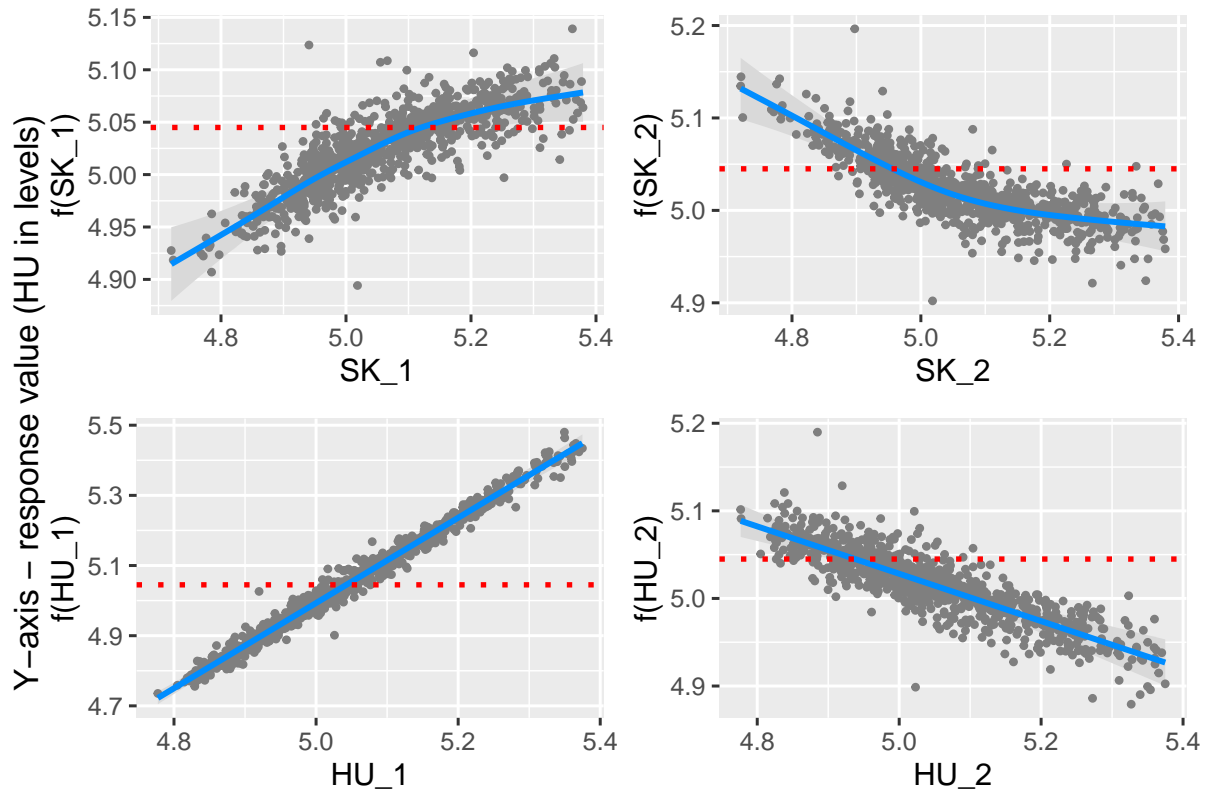 Y−axis − response value (HU in levels)
f(SK_1)
5.15
5.10
5.05
5.00
4.95
4.90
4.8 5.0 5.2 5.4
SK_1
f(SK_2)
5.2
5.1
5.0
4.9
4.8 5.0 5.2 5.4
SK_2
f(HU_1)
5.5
5.3
5.1
4.9
4.7
4.8 5.0 5.2 5.4
HU_1
f(HU_2)
5.2
5.1
5.0
4.9
4.8 5.0 5.2 5.4
HU_2